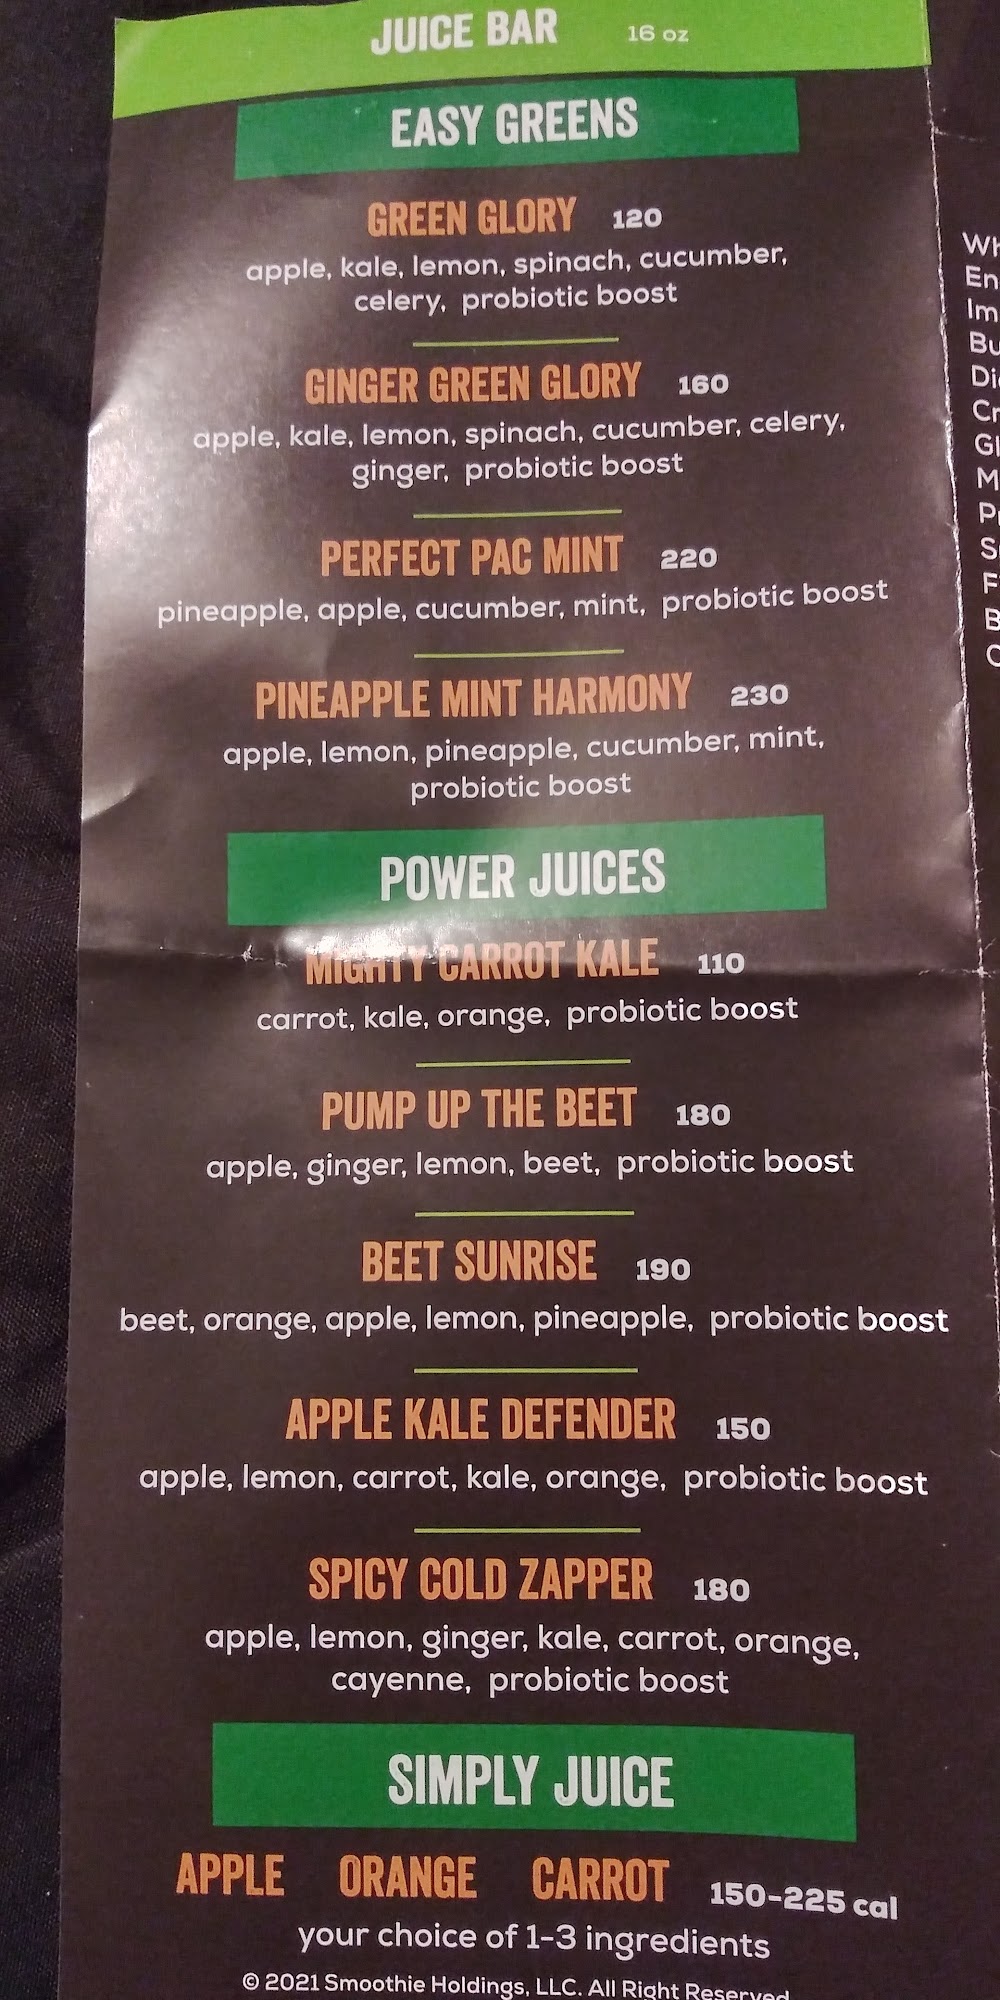 JUICE BAR 16 oz
EASY GREENS
GREEN GLORY 120
apple, kale, lemon, spinach, cucumber,
celery, probiotic boost
GINGER GREEN GLORY 160
apple, kale, lemon, spinach, cucumber, celery,
ginger, probiotic boost
PERFECT PAC MINT 220
pineapple, apple, cucumber, mint, probiotic boost
PINEAPPLE MINT HARMONY 230
apple, lemon, pineapple, cucumber, mint,
probiotic boost
POWER JUICES
MIGHTY CARROT KALE 110
carrot, kale, orange, probiotic boost
PUMP UP THE BEET 180
apple, ginger, lemon, beet, probiotic boost
BEET SUNRISE 190
beet, orange, apple, lemon, pineapple, probiotic boost
APPLE KALE DEFENDER 150
apple, lemon, carrot, kale, orange, probiotic boost
SPICY COLD ZAPPER 180
apple, lemon, ginger, kale, carrot, orange,
cayenne, probiotic boost
SIMPLY JUICE
APPLE ORANGE CARROT 150-225 cal
your choice of 1-3 ingredients
© 2021 Smoothie Holdings, LLC. All Right Reserved